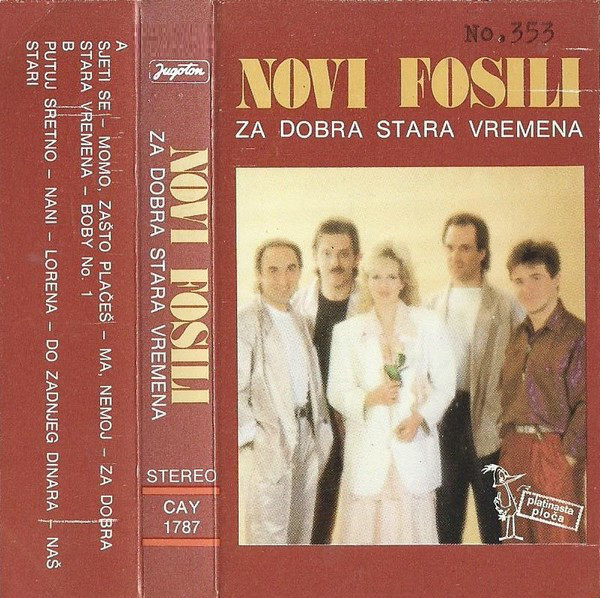 A
SJETI SE – MOMO, ZAŠTO PLAČEŠ – MA, NEMOJ – ZA DOBRA
STARA VREMENA – BOBY No. 1
B
PUTUJ SRETNO – NANI – LORENA – DO ZADNJEG DINARA – NAŠ
STARI
Jugoton
NOVI FOSILI
ZA DOBRA STARA VREMENA
STEREO
CAY
1787
No. 353
NOVI FOSILI
ZA DOBRA STARA VREMENA
platinasta
ploča